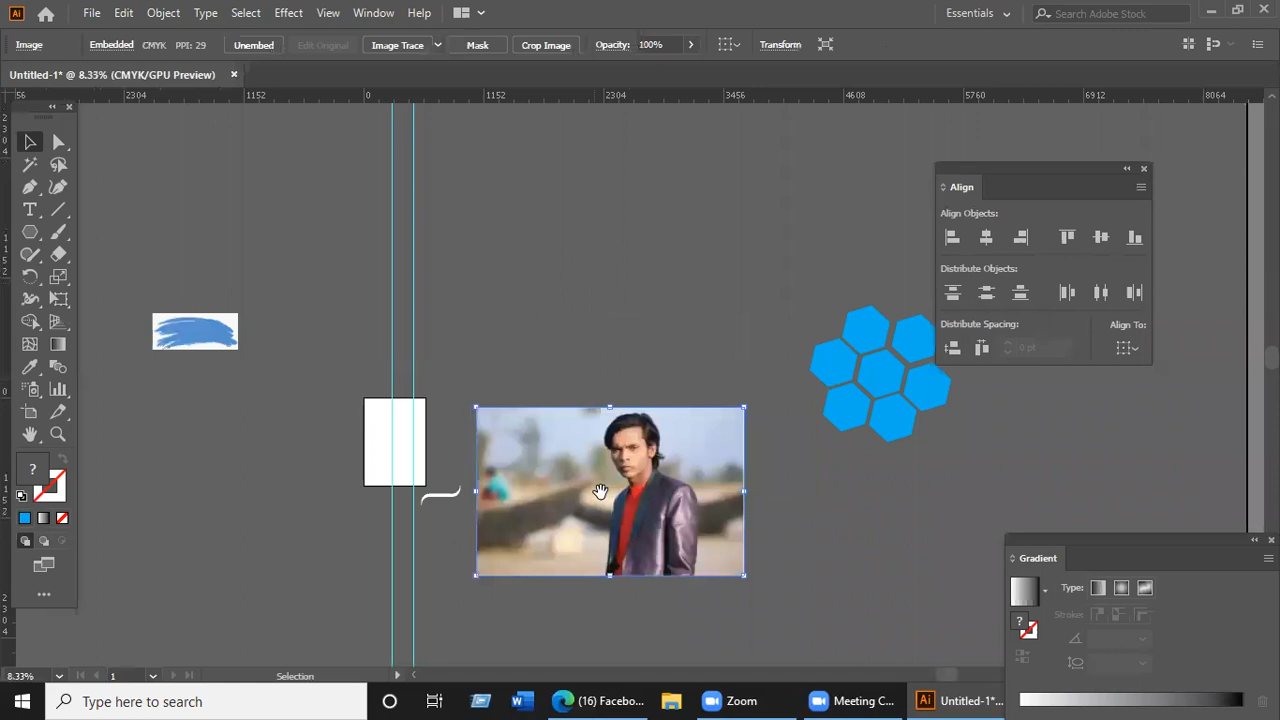 File Edit Object Type Select Effect View Window Help Essentials Search Adobe Stock
Image Embedded CMYK PPI: 29 Unembed Edit Original Image Trace Mask Crop Image Opacity: 100% Transform
Untitled-1* @ 8.33% (CMYK/GPU Preview)
56 2304 1152 0 1152 2304 3456 4608 5760 6912 8064
Align
Align Objects:
Distribute Objects:
Distribute Spacing: Align To:
0 pt
Gradient
Type:
Stroke:
8.33% 1 Selection
Type here to search (16) Facebo... Zoom Meeting C... Untitled-1*...